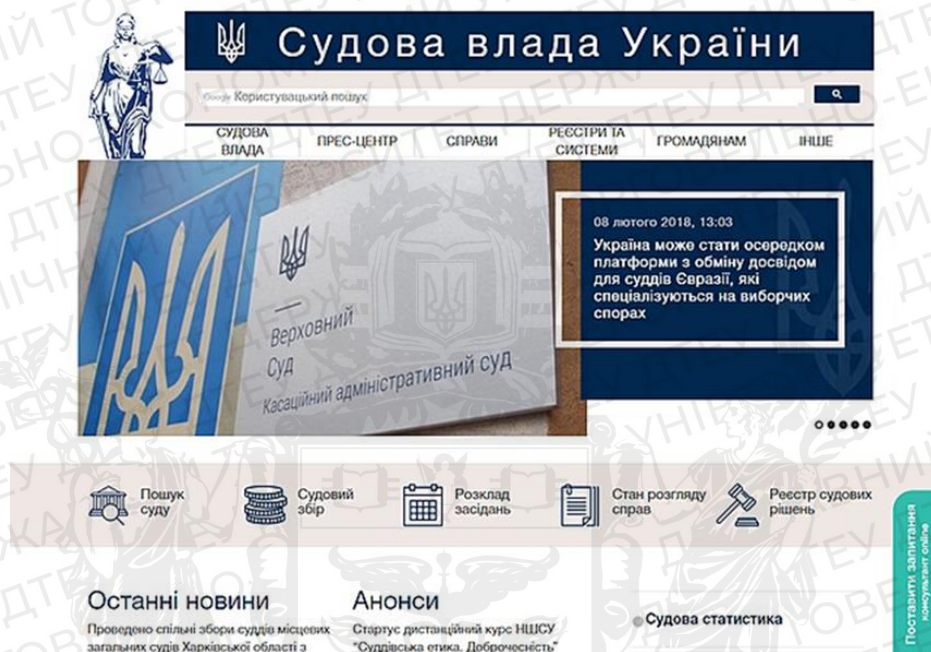 Судова влада України
Google Користувацький пошук
СУДОВА
ВЛАДА
ПРЕС-ЦЕНТР
СПРАВИ
РЕЄСТРИ ТА
СИСТЕМИ
ГРОМАДЯНАМ
ІНШЕ
Верховний
Суд
Касаційний адміністративний суд
08 лютого 2018, 13:03
Україна може стати осередком
платформи з обміну досвідом
для суддів Євразії, які
спеціалізуються на виборчих
спорах
Пошук
суду
Судовий
збір
Розклад
засідань
Стан розгляду
справ
Реєстр судових
рішень
Поставити запитання
консультант online
Останні новини
Проведено спільні збори суддів місцевих
загальних судів Харківської області з
Анонси
Стартує дистанційний курс НШСУ
"Суддівська етика. Доброчесність"
Судова статистика